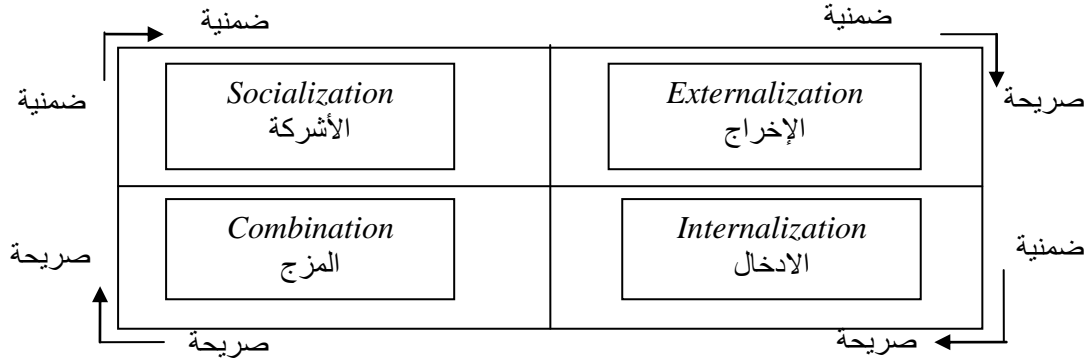 ضمنية
ضمنية
ضمنية
صريحة
Socialization
الأشركة
Externalization
الإخراج
Combination
المزج
Internalization
الادخال
صريحة
ضمنية
صريحة
صريحة